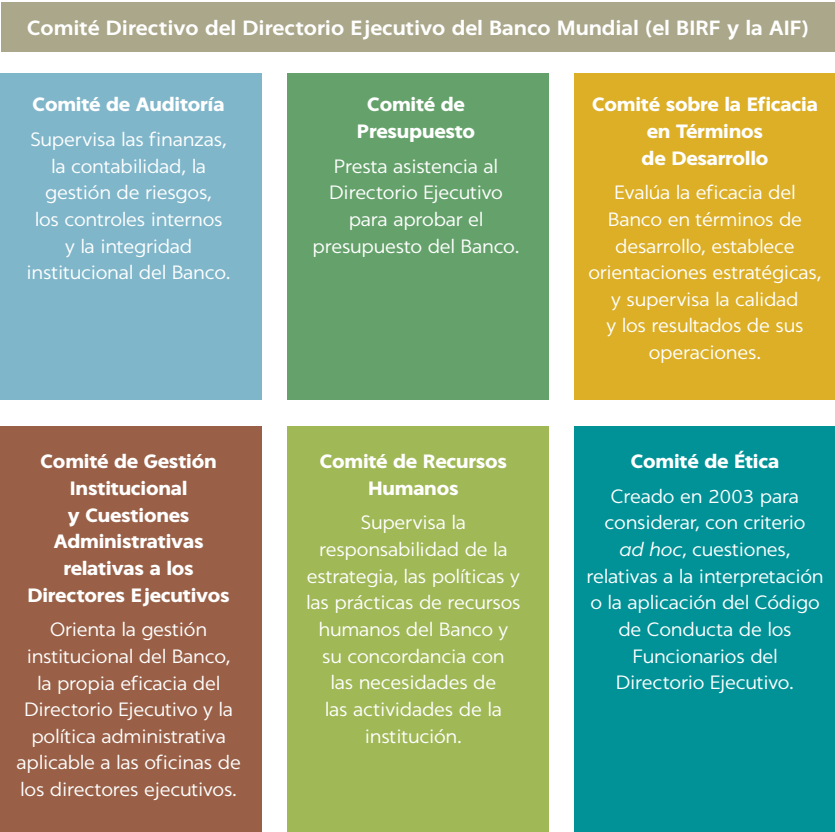 Comité Directivo del Directorio Ejecutivo del Banco Mundial (el BIRF y la AIF)
Comité de Auditoría
Supervisa las finanzas,
la contabilidad, la
gestión de riesgos,
los controles internos
y la integridad
institucional del Banco.
Comité de
Presupuesto
Presta asistencia al
Directorio Ejecutivo
para aprobar el
presupuesto del Banco.
Comité sobre la Eficacia
en Términos
de Desarrollo
Evalúa la eficacia del
Banco en términos de
desarrollo, establece
orientaciones estratégicas,
y supervisa la calidad
y los resultados de sus
operaciones.
Comité de Gestión
Institucional
y Cuestiones
Administrativas
relativas a los
Directores Ejecutivos
Orienta la gestión
institucional del Banco,
la propia eficacia del
Directorio Ejecutivo y la
política administrativa
aplicable a las oficinas de
los directores ejecutivos.
Comité de Recursos
Humanos
Supervisa la
responsabilidad de la
estrategia, las políticas y
las prácticas de recursos
humanos del Banco y
su concordancia con
las necesidades de
las actividades de la
institución.
Comité de Ética
Creado en 2003 para
considerar, con criterio
ad hoc, cuestiones,
relativas a la interpretación
o la aplicación del Código
de Conducta de los
Funcionarios del
Directorio Ejecutivo.